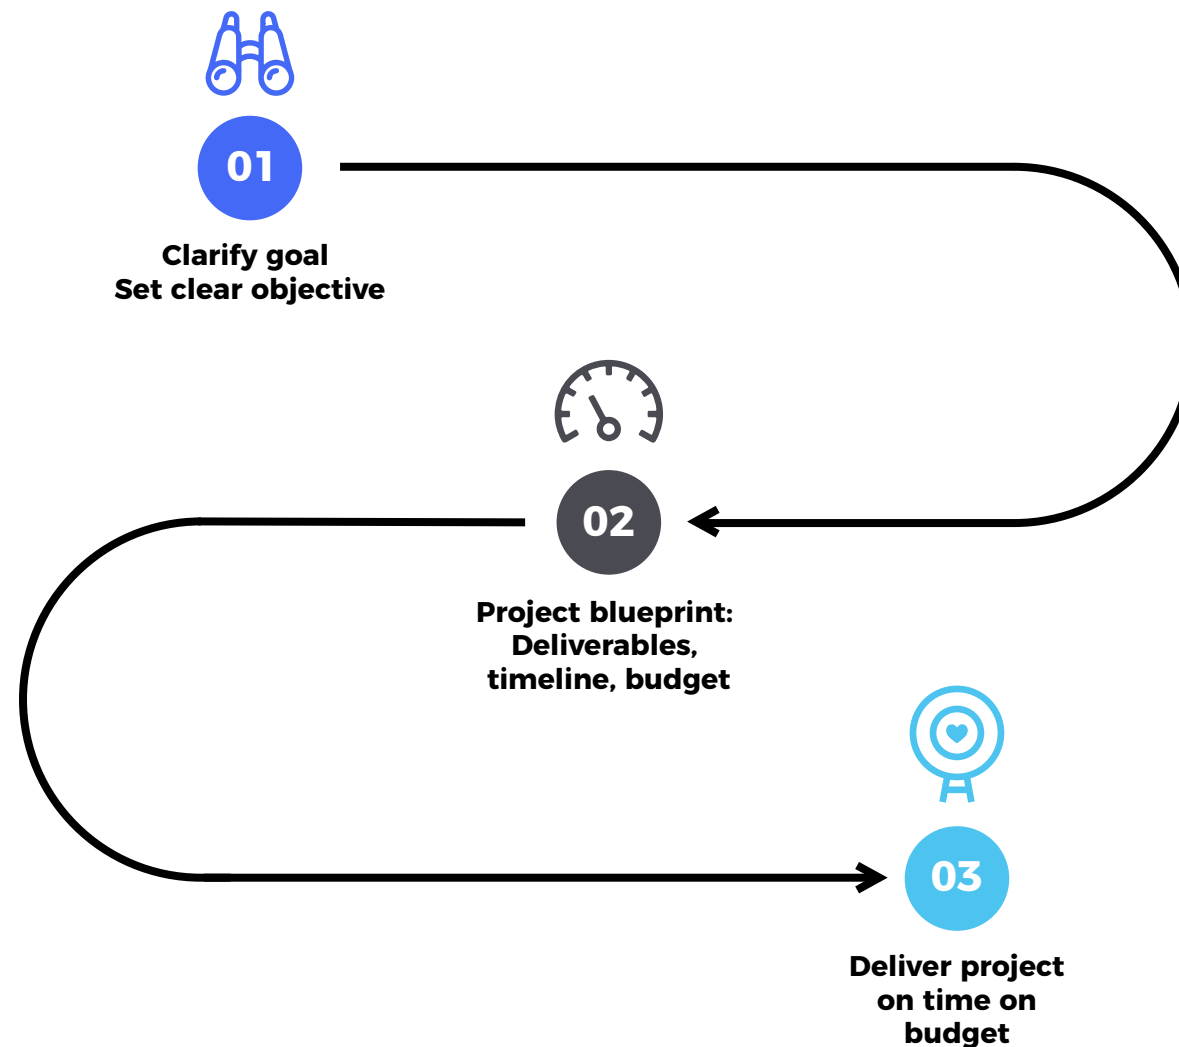 01
Clarify goal
Set clear objective
02
Project blueprint:
Deliverables,
timeline, budget
03
Deliver project
on time on
budget